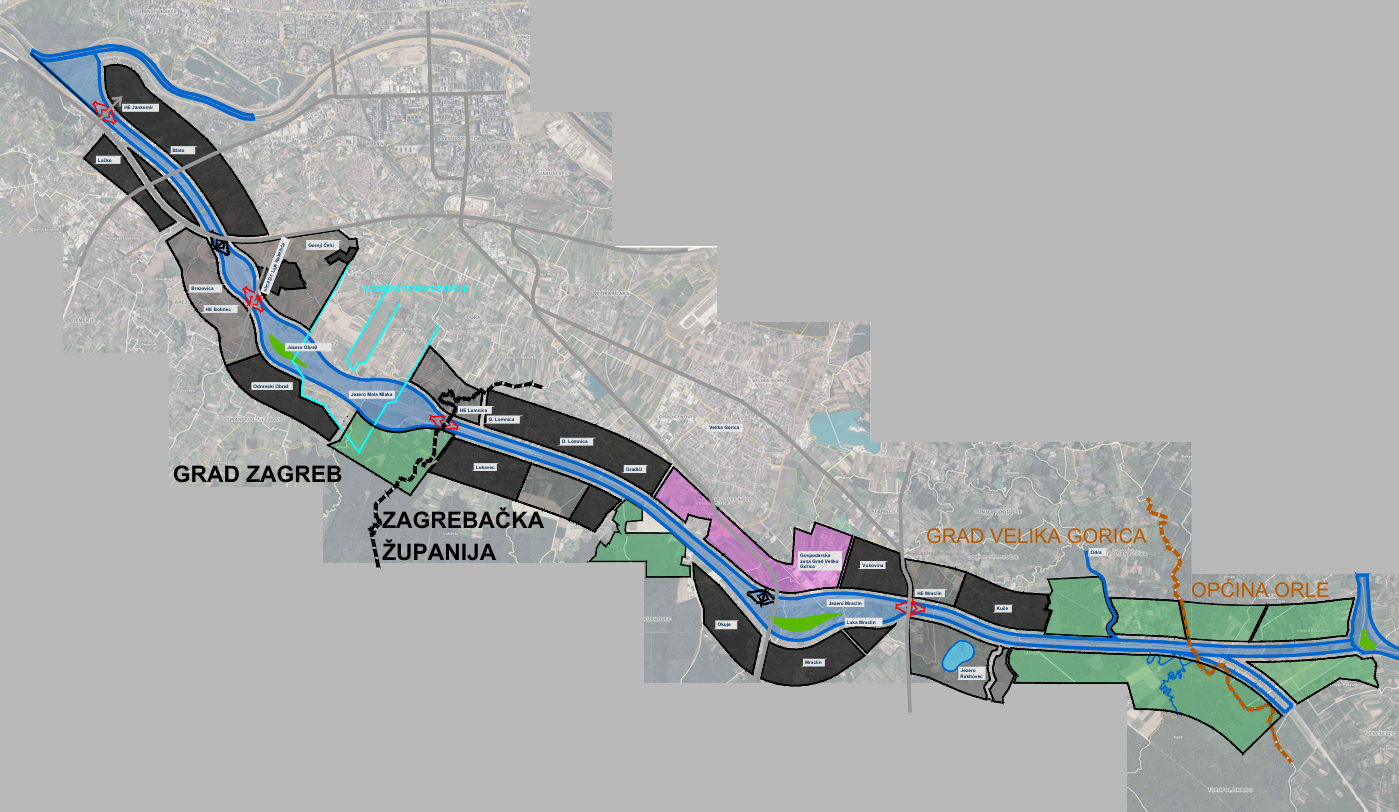 HE Jankomir
Blato
Lučko
Gornji Čehi
Brezovica
HE Botinec
Jezero Obrež
Odranski Obrež
Jezero Mala Mlaka
HE Lomnica
G. Lomnica
D. Lomnica
Gradići
Lukavec
Velika Gorica
GRAD ZAGREB
ZAGREBAČKA
ŽUPANIJA
GRAD VELIKA GORICA
Odra
OPĆINA ORLE
Gospodarska
zona Grad Velika
Gorica
Vukovina
HE Mraclin
Jezero Mraclin
Kuče
Luka Mraclin
Okuje
Mraclin
Jezero
Rakitovec